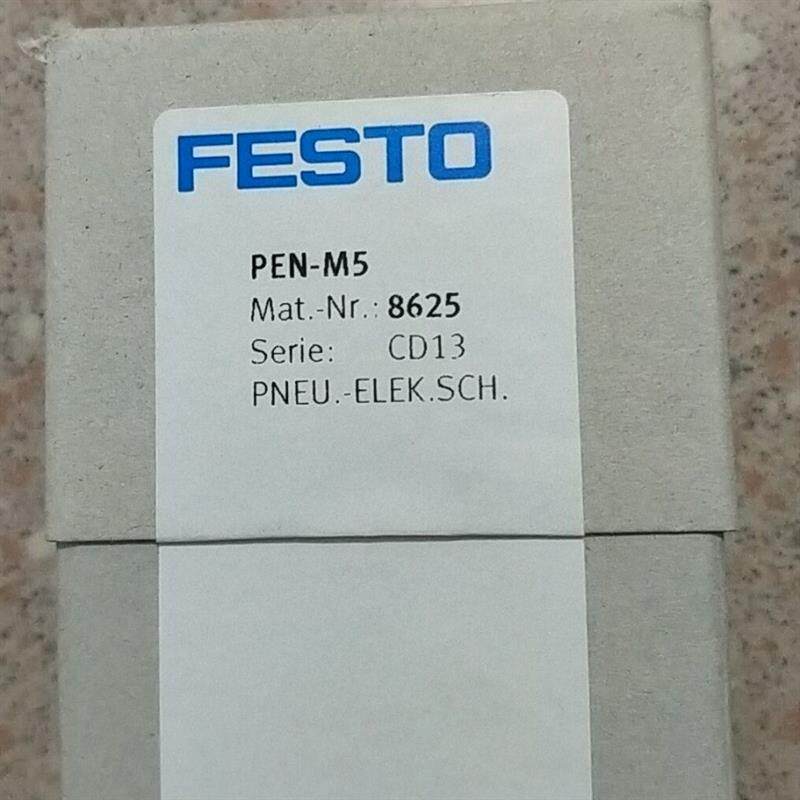 FESTO
PEN-M5
Mat.-Nr.: 8625
Serie: CD13
PNEU.-ELEK.SCH.